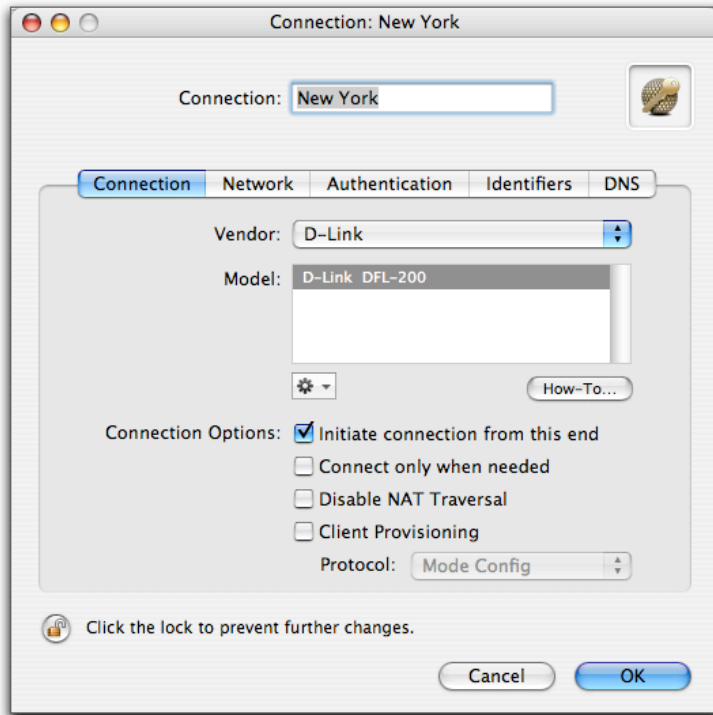 Connection: New York
Connection: New York
Connection Network Authentication Identifiers DNS
Vendor: D-Link
Model: D-Link DFL-200
How-To...
Connection Options: Initiate connection from this end
Connect only when needed
Disable NAT Traversal
Client Provisioning
Protocol: Mode Config
Click the lock to prevent further changes.
Cancel OK